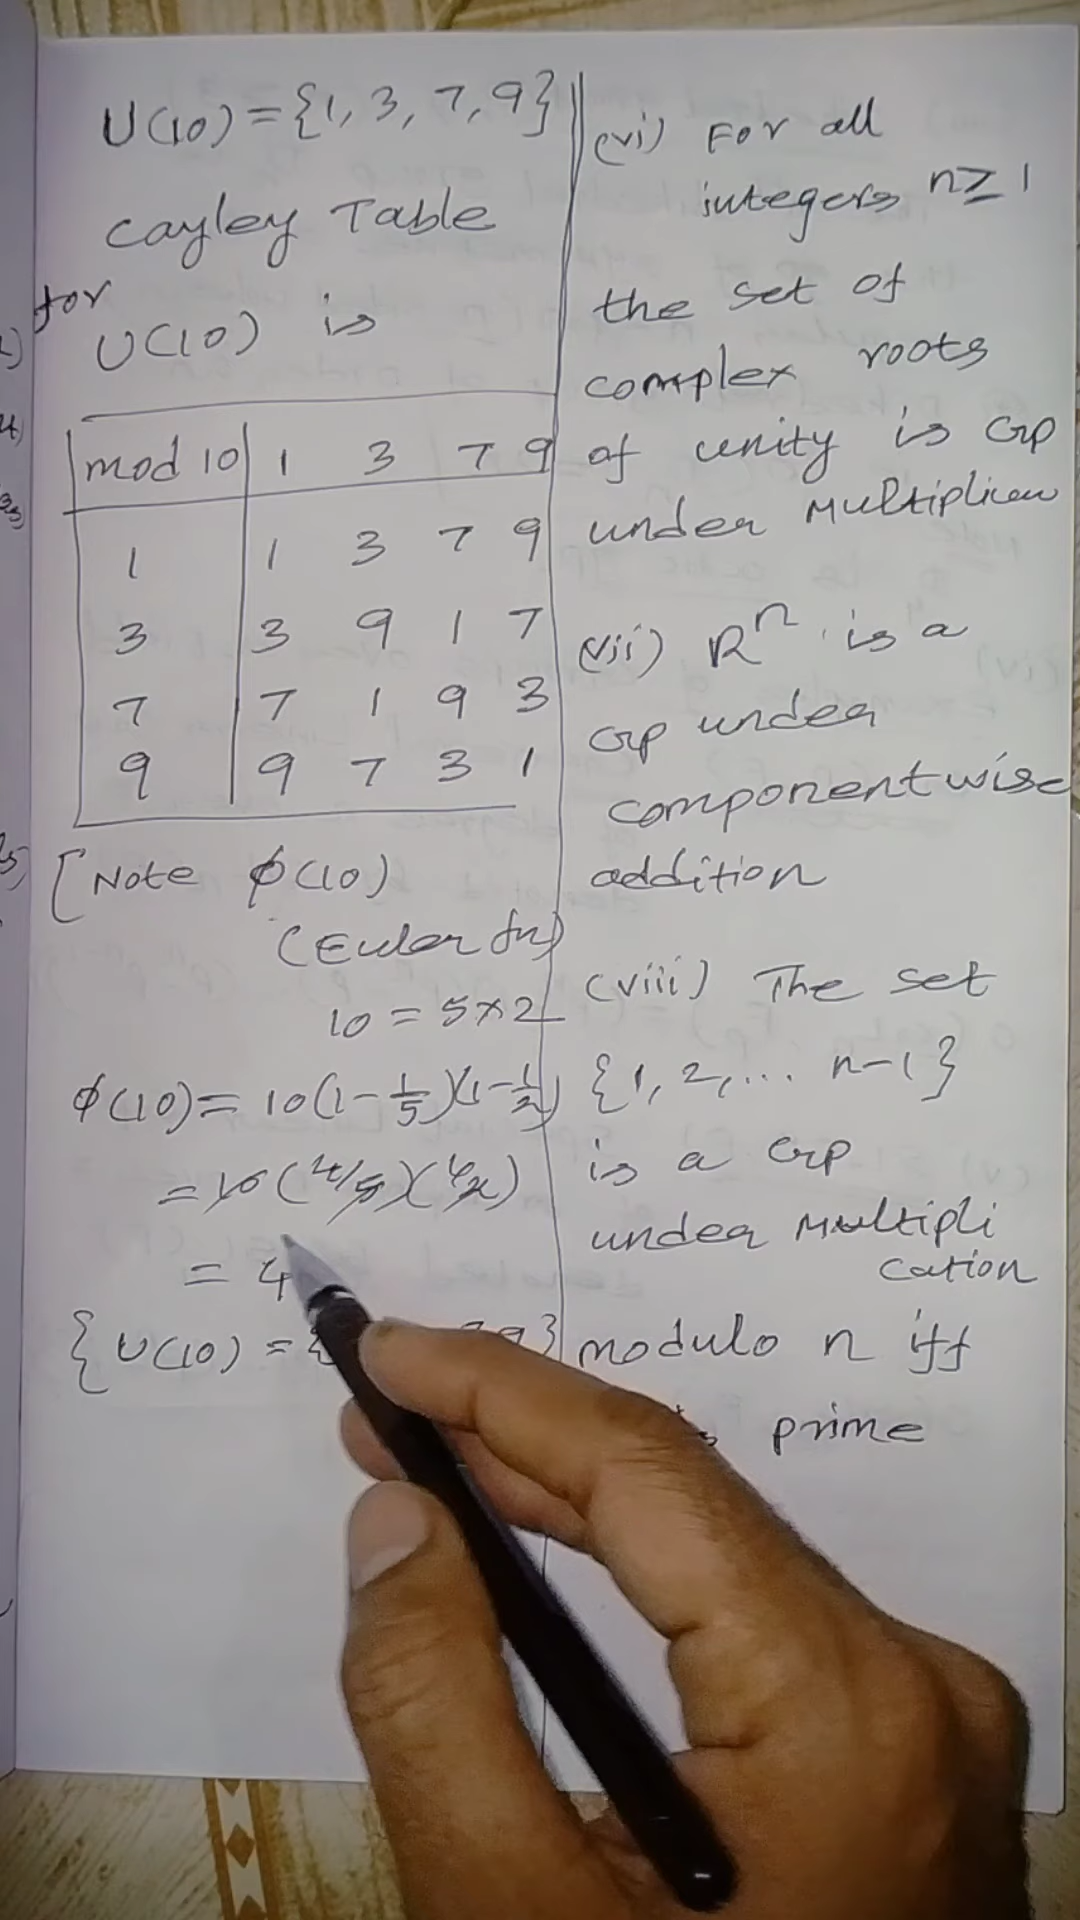 U(10) = {1, 3, 7, 9}
Cayley Table
for
U(10) is
mod 10 1 3 7 9
1 1 3 7 9
3 3 9 1 7
7 7 1 9 3
9 9 7 3 1
[Note φ(10)
(Euler fn)
10 = 5×2
φ(10) = 10(1-1/5)(1-1/2)
= 10(4/5)(1/2)
= 4
{ U(10) = { 9}
(vi) For all
integers n≥1
the set of
complex roots
of unity is Gp
under Multiplicen
(vii) Rⁿ is a
Gp under
componentwise
addition
(viii) The set
{1, 2, ... n-1}
is a Grp
under Multipli
cation
modulo n iff
prime